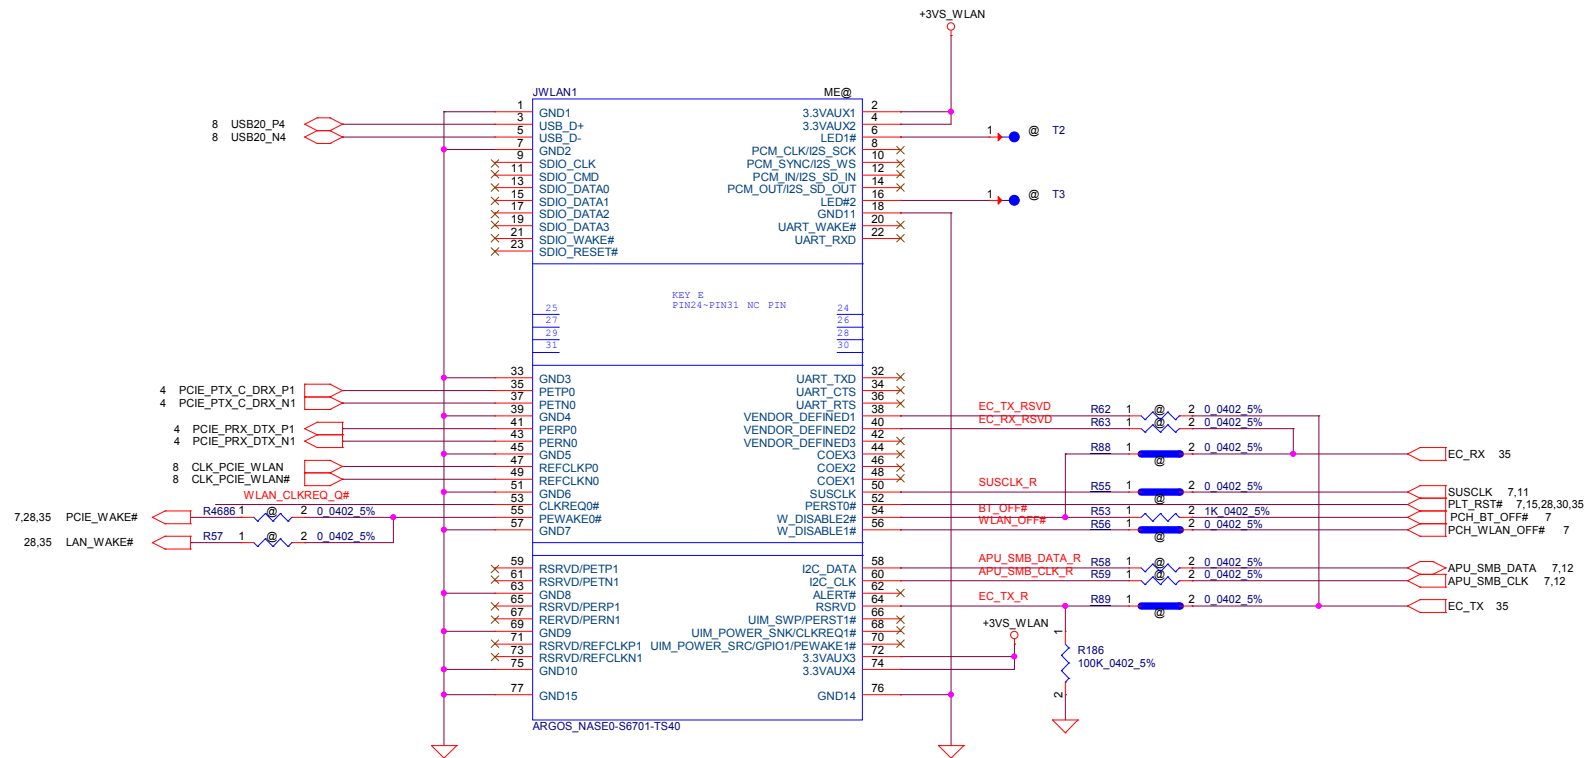 +3VS_WLAN
JWLAN1 ME@
1 GND1 3.3VAUX1 2
8 USB20_P4 3 USB_D+ 3.3VAUX2 4
8 USB20_N4 5 USB_D- LED1# 6 1 @ T2
7 GND2 PCM_CLK/I2S_SCK 8
9 SDIO_CLK PCM_SYNC/I2S_WS 10
11 SDIO_CMD PCM_IN/I2S_SD_IN 12
13 SDIO_DATA0 PCM_OUT/I2S_SD_OUT 14
15 SDIO_DATA1 LED#2 16 1 @ T3
17 SDIO_DATA2 GND11 18
19 SDIO_DATA3 UART_WAKE# 20
21 SDIO_WAKE# UART_RXD 22
23 SDIO_RESET#
KEY E
PIN24~PIN31 NC PIN
25 24
27 26
29 28
31 30
33 GND3 UART_TXD 32
4 PCIE_PTX_C_DRX_P1 35 PETP0 UART_CTS 34
4 PCIE_PTX_C_DRX_N1 37 PETN0 UART_RTS 36
39 GND4 VENDOR_DEFINED1 38 EC_TX_RSVD R62 1 @ 2 0_0402_5%
4 PCIE_PRX_DTX_P1 41 PERP0 VENDOR_DEFINED2 40 EC_RX_RSVD R63 1 @ 2 0_0402_5%
4 PCIE_PRX_DTX_N1 43 PERN0 VENDOR_DEFINED3 42
45 GND5 COEX3 44 R88 1 @ 2 0_0402_5% EC_RX 35
8 CLK_PCIE_WLAN 47 REFCLKP0 COEX2 46
8 CLK_PCIE_WLAN# 49 REFCLKN0 COEX1 48
51 GND6 SUSCLK 50 SUSCLK_R R55 1 @ 2 0_0402_5% SUSCLK 7,11
WLAN_CLKREQ_Q# 53 CLKREQ0# PERST0# 52 PLT_RST# 7,15,28,30,35
7,28,35 PCIE_WAKE# R4686 1 @ 2 0_0402_5% 55 PEWAKE0# W_DISABLE2# 54 BT_OFF# R53 1 2 1K_0402_5% PCH_BT_OFF# 7
57 GND7 W_DISABLE1# 56 WLAN_OFF# R56 1 @ 2 0_0402_5% PCH_WLAN_OFF# 7
28,35 LAN_WAKE# R57 1 @ 2 0_0402_5%
59 RSRVD/PETP1 I2C_DATA 58 APU_SMB_DATA_R R58 1 @ 2 0_0402_5% APU_SMB_DATA 7,12
61 RSRVD/PETN1 I2C_CLK 60 APU_SMB_CLK_R R59 1 @ 2 0_0402_5% APU_SMB_CLK 7,12
63 GND8 ALERT# 62
65 RSRVD/PERP1 RSRVD 64 EC_TX_R R89 1 @ 2 0_0402_5% EC_TX 35
67 RERVD/PERN1 UIM_SWP/PERST1# 66
69 GND9 UIM_POWER_SNK/CLKREQ1# 68 +3VS_WLAN
71 RSRVD/REFCLKP1 UIM_POWER_SRC/GPIO1/PEWAKE1# 70
73 RSRVD/REFCLKN1 3.3VAUX3 72
75 GND10 3.3VAUX4 74
1 R186
100K_0402_5%
2
77 GND15 GND14 76
ARGOS_NASE0-S6701-TS40